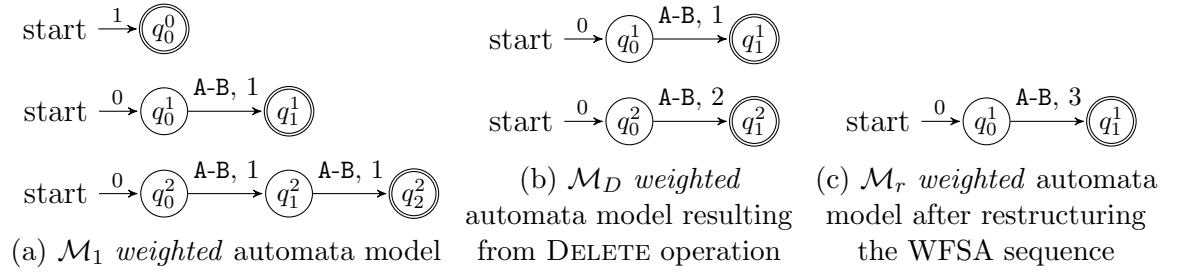 start 1 q_0^0
start 0 q_0^1 A-B, 1 q_1^1
start 0 q_0^2 A-B, 1 q_1^2 A-B, 1 q_2^2
(a) M_1 weighted automata model
start 0 q_0^1 A-B, 1 q_1^1
start 0 q_0^2 A-B, 2 q_1^2
(b) M_D weighted
automata model resulting
from DELETE operation
start 0 q_0^1 A-B, 3 q_1^1
(c) M_r weighted automata
model after restructuring
the WFSA sequence